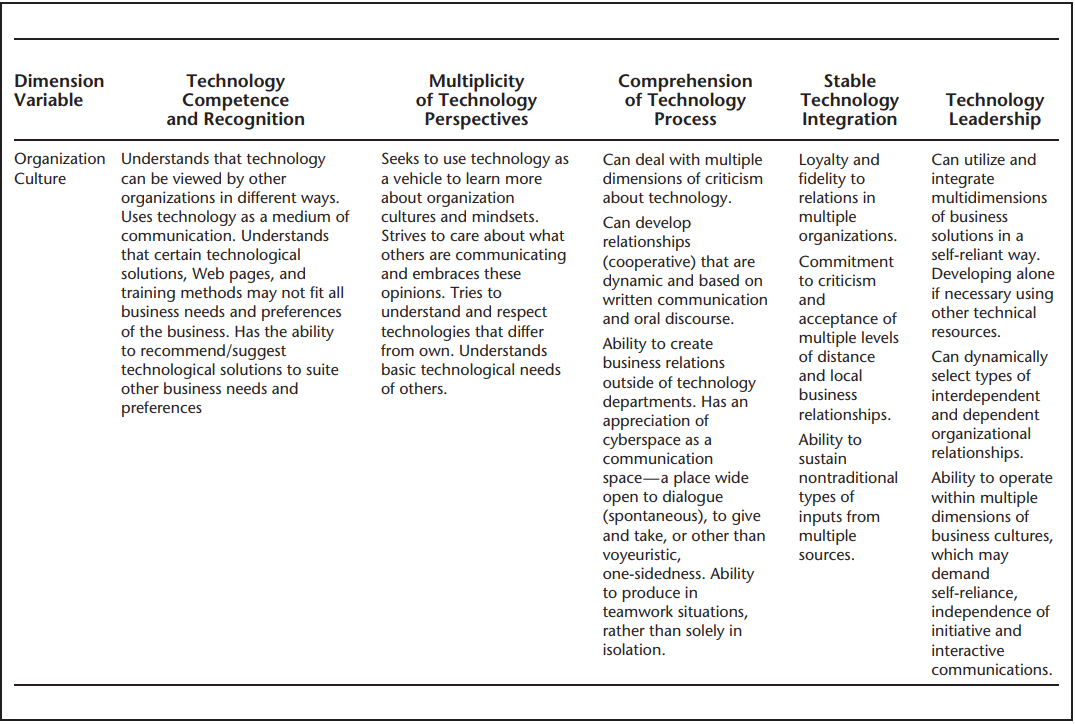 Dimension
Variable
Technology
Competence
and Recognition
Multiplicity
of Technology
Perspectives
Comprehension
of Technology
Process
Stable
Technology
Integration
Technology
Leadership
Organization
Culture
Understands that technology
can be viewed by other
organizations in different ways.
Uses technology as a medium of
communication. Understands
that certain technological
solutions, Web pages, and
training methods may not fit all
business needs and preferences
of the business. Has the ability
to recommend/suggest
technological solutions to suite
other business needs and
preferences
Seeks to use technology as
a vehicle to learn more
about organization
cultures and mindsets.
Strives to care about what
others are communicating
and embraces these
opinions. Tries to
understand and respect
technologies that differ
from own. Understands
basic technological needs
of others.
Can deal with multiple
dimensions of criticism
about technology.
Can develop
relationships
(cooperative) that are
dynamic and based on
written communication
and oral discourse.
Ability to create
business relations
outside of technology
departments. Has an
appreciation of
cyberspace as a
communication
space—a place wide
open to dialogue
(spontaneous), to give
and take, or other than
voyeuristic,
one-sidedness. Ability
to produce in
teamwork situations,
rather than solely in
isolation.
Loyalty and
fidelity to
relations in
multiple
organizations.
Commitment
to criticism
and
acceptance of
multiple levels
of distance
and local
business
relationships.
Ability to
sustain
nontraditional
types of
inputs from
multiple
sources.
Can utilize and
integrate
multidimensions
of business
solutions in a
self-reliant way.
Developing alone
if necessary using
other technical
resources.
Can dynamically
select types of
interdependent
and dependent
organizational
relationships.
Ability to operate
within multiple
dimensions of
business cultures,
which may
demand
self-reliance,
independence of
initiative and
interactive
communications.